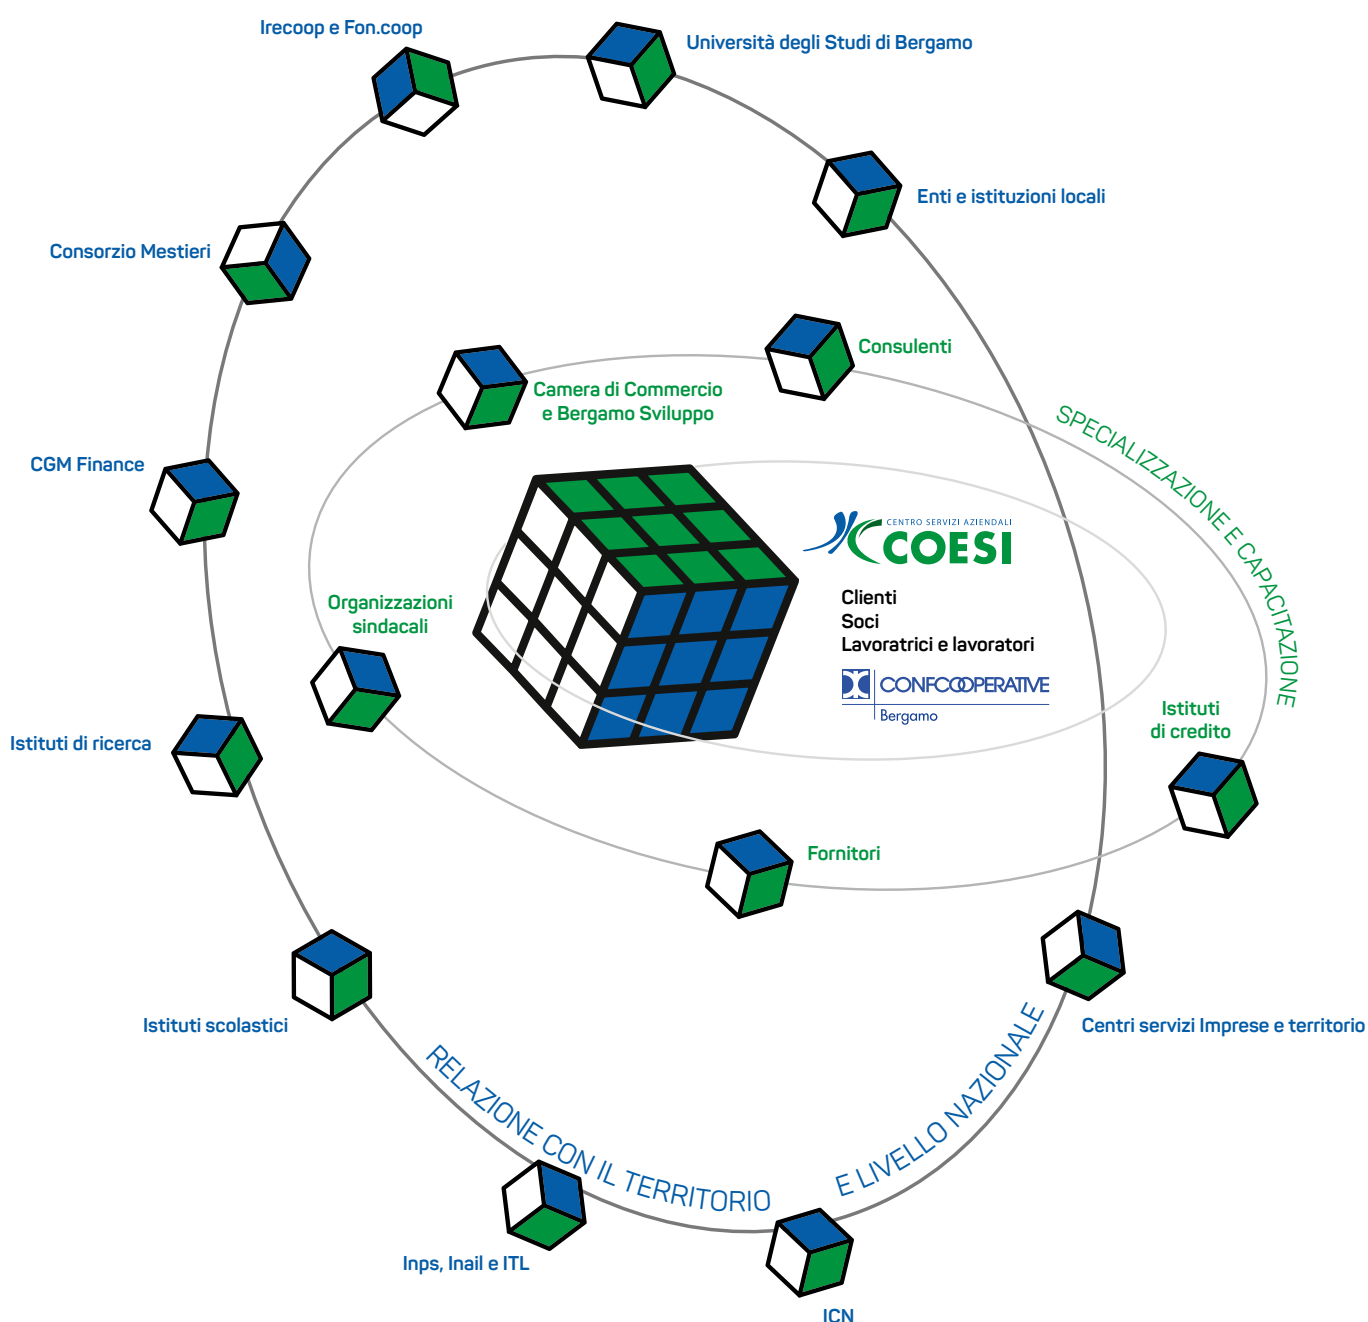 Irecoop e Fon.coop
Università degli Studi di Bergamo
Enti e istituzioni locali
Consorzio Mestieri
Consulenti
Camera di Commercio
e Bergamo Sviluppo
SPECIALIZZAZIONE E CAPACITAZIONE
CGM Finance
CENTRO SERVIZI AZIENDALI
COESI
Clienti
Soci
Lavoratrici e lavoratori
CONFCOOPERATIVE
Bergamo
Organizzazioni
sindacali
Istituti
di credito
Istituti di ricerca
Fornitori
Istituti scolastici
Centri servizi Imprese e territorio
RELAZIONE CON IL TERRITORIO
E LIVELLO NAZIONALE
Inps, Inail e ITL
ICN